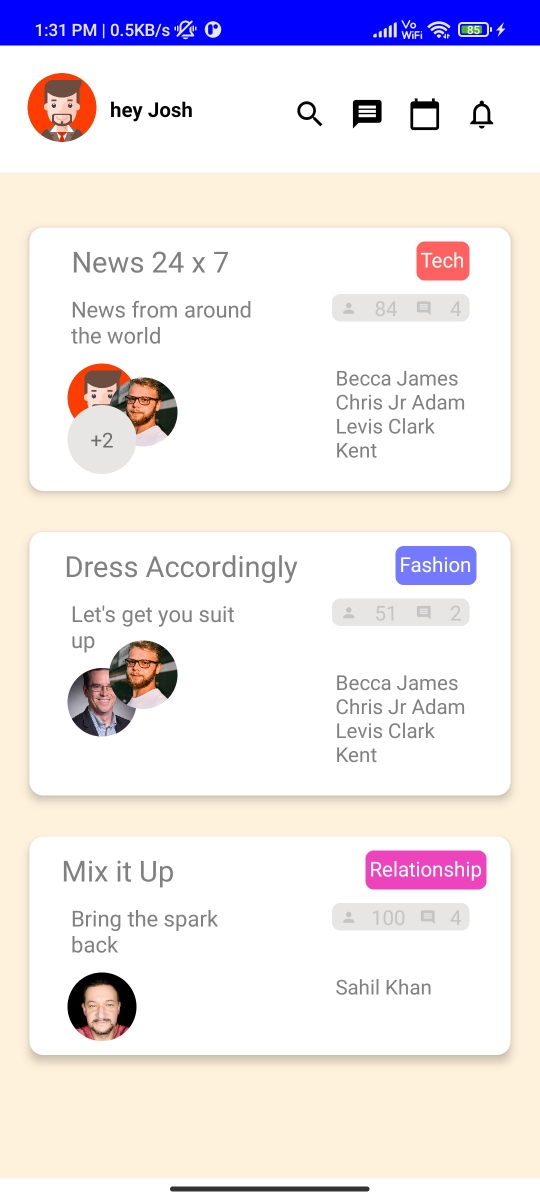 1:31 PM | 0.5KB/s
Vo
WiFi
85
hey Josh
News 24 x 7
Tech
News from around
the world
84 4
+2
Becca James
Chris Jr Adam
Levis Clark
Kent
Dress Accordingly
Fashion
Let's get you suit
up
51 2
Becca James
Chris Jr Adam
Levis Clark
Kent
Mix it Up
Relationship
Bring the spark
back
100 4
Sahil Khan